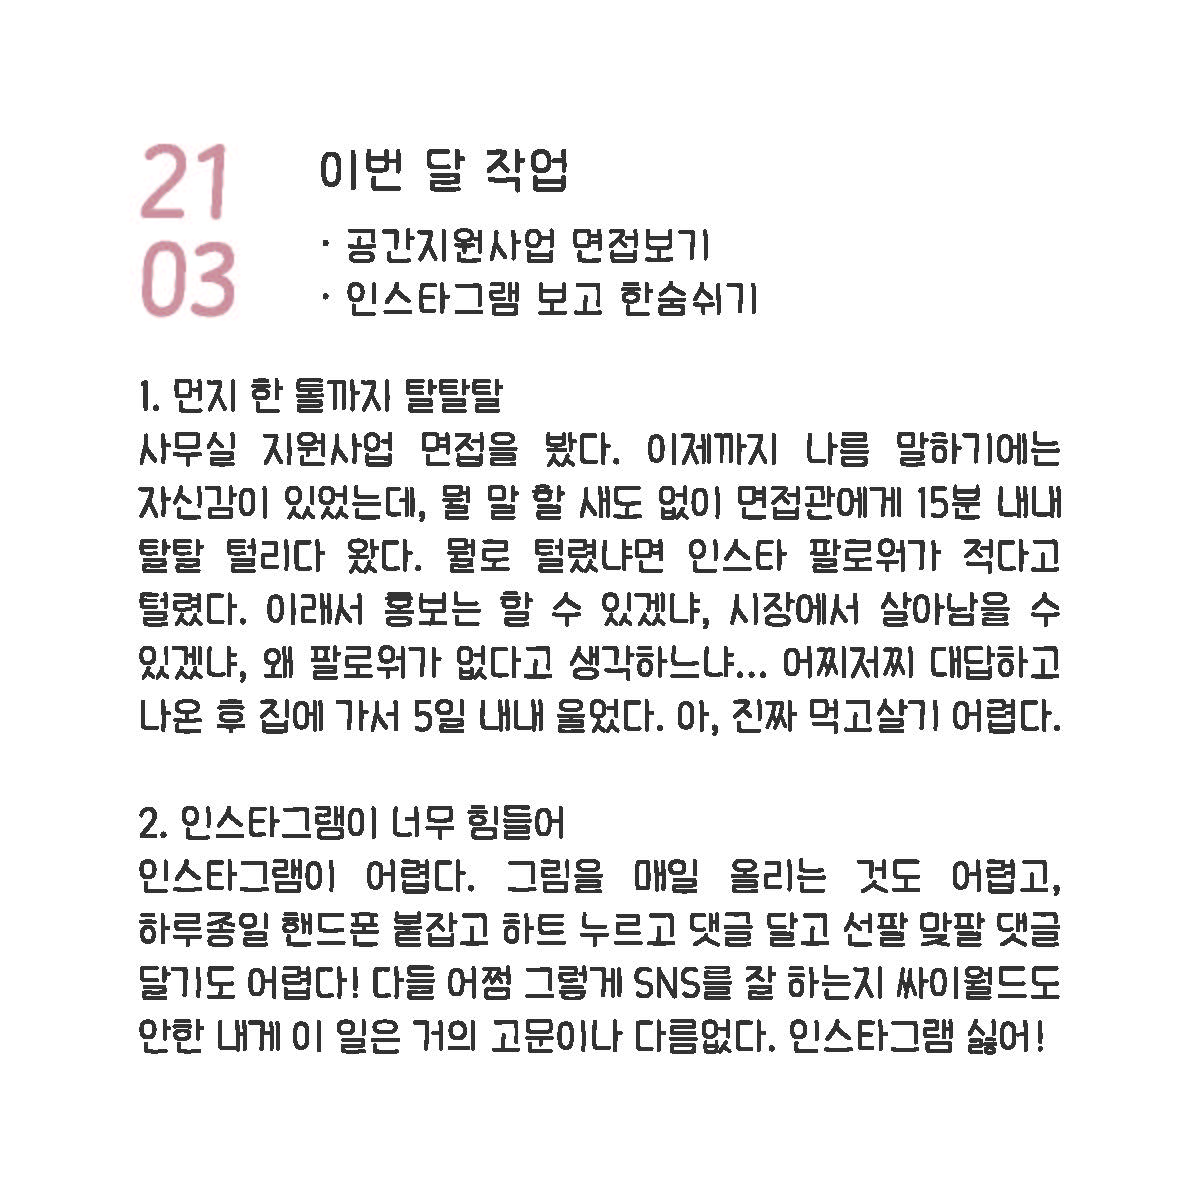 21
03
이번 달 작업
· 공간지원사업 면접보기
· 인스타그램 보고 한숨쉬기
1. 먼지 한 톨까지 탈탈탈
사무실 지원사업 면접을 봤다. 이제까지 나름 말하기에는
자신감이 있었는데, 뭘 말 할 새도 없이 면접관에게 15분 내내
탈탈 털리다 왔다. 뭘로 털렸냐면 인스타 팔로워가 적다고
털렸다. 이래서 홍보는 할 수 있겠냐, 시장에서 살아남을 수
있겠냐, 왜 팔로워가 없다고 생각하느냐... 어찌저찌 대답하고
나온 후 집에 가서 5일 내내 울었다. 아, 진짜 먹고살기 어렵다.
2. 인스타그램이 너무 힘들어
인스타그램이 어렵다. 그림을 매일 올리는 것도 어렵고,
하루종일 핸드폰 붙잡고 하트 누르고 댓글 달고 선팔 맞팔 댓글
달기도 어렵다! 다들 어쩜 그렇게 SNS를 잘 하는지 싸이월드도
안한 내게 이 일은 거의 고문이나 다름없다. 인스타그램 싫어!